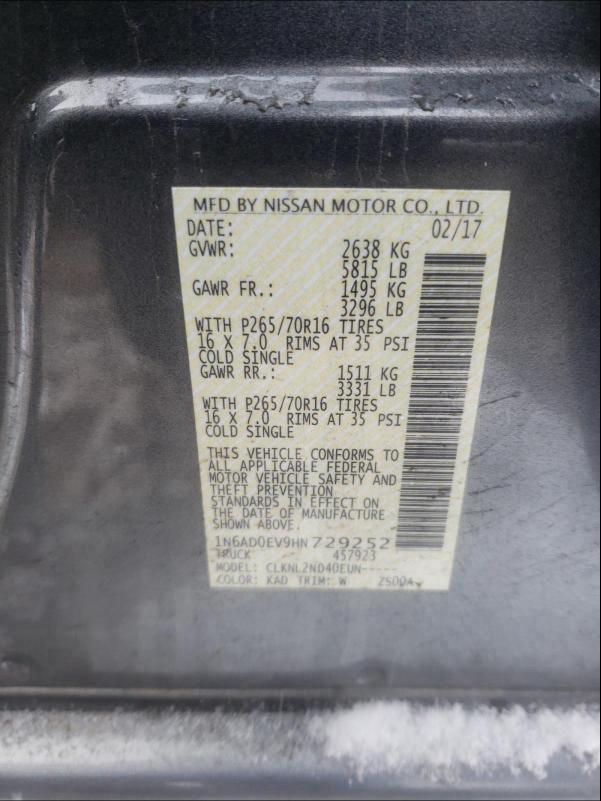 MFD BY NISSAN MOTOR CO., LTD.
DATE: 02/17
GVWR: 2638 KG
5815 LB
GAWR FR.: 1495 KG
3296 LB
WITH P265/70R16 TIRES
16 X 7.0 RIMS AT 35 PSI
COLD SINGLE
GAWR RR.: 1511 KG
3331 LB
WITH P265/70R16 TIRES
16 X 7.0 RIMS AT 35 PSI
COLD SINGLE
THIS VEHICLE CONFORMS TO
ALL APPLICABLE FEDERAL
MOTOR VEHICLE SAFETY AND
THEFT PREVENTION
STANDARDS IN EFFECT ON
THE DATE OF MANUFACTURE
SHOWN ABOVE.
1N6AD0EV9HN729252
TRUCK 457923
MODEL: CLKNL2ND40EUN-----
COLOR: KAD TRIM: W ZS00A